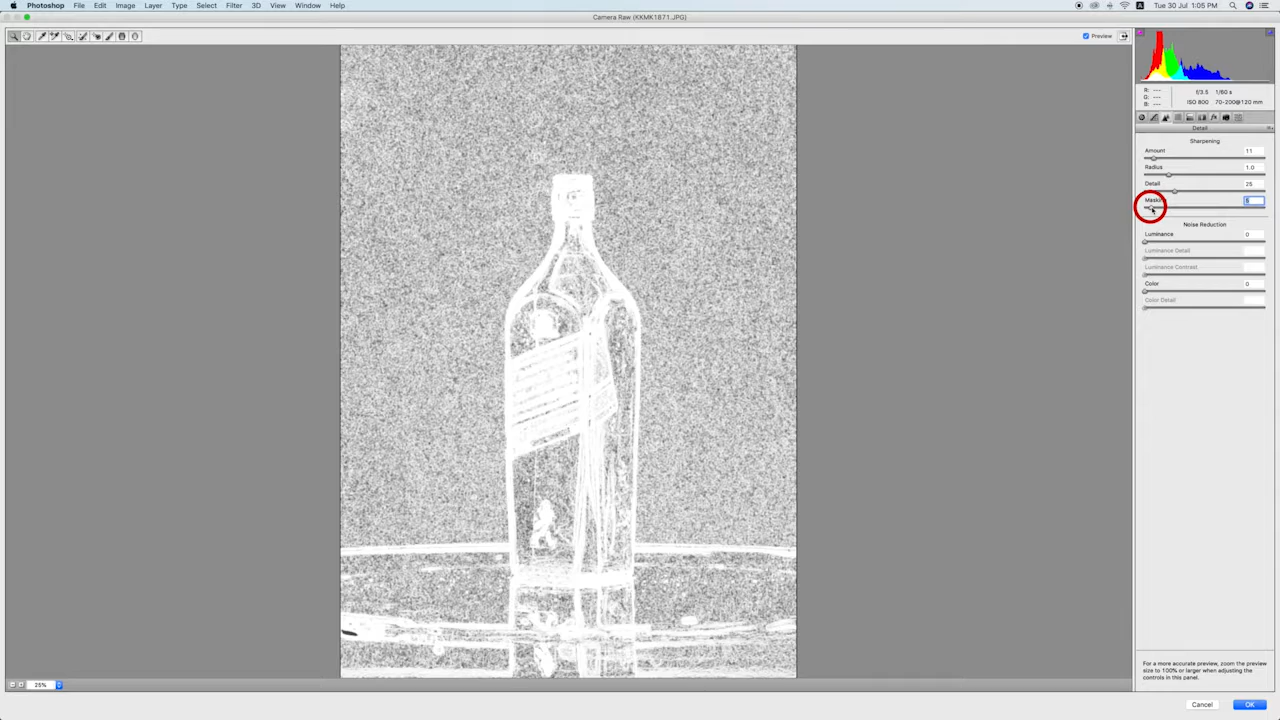 Photoshop File Edit Image Layer Type Select Filter 3D View Window Help
A Tue 30 Jul 1:05 PM
Camera Raw (KKMK1871.JPG)
Preview
R: ---
G: ---
B: ---
f/3.5 1/60 s
ISO 800 70-200@120 mm
Detail
Sharpening
Amount 11
Radius 1.0
Detail 25
Noise Reduction
Luminance 0
Luminance Detail
Luminance Contrast
Color 0
Color Detail
For a more accurate preview, zoom the preview
size to 100% or larger when adjusting the
controls in this panel.
25%
Cancel OK